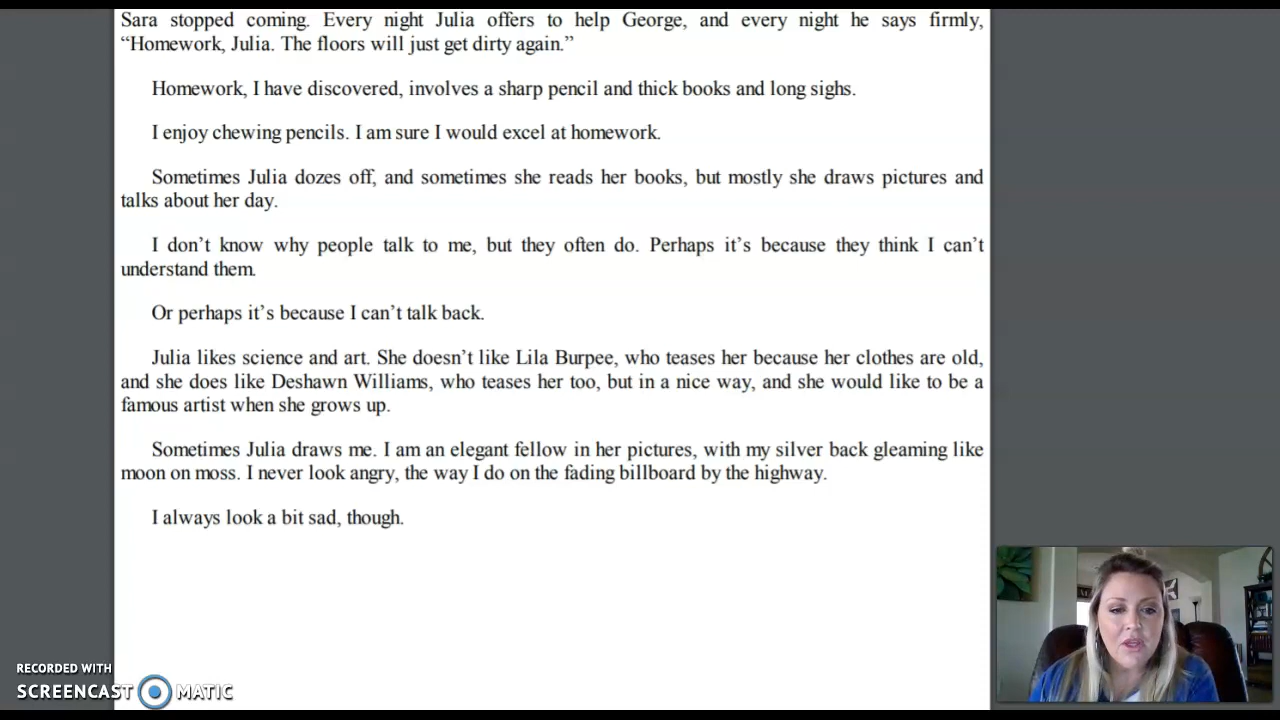 Sara stopped coming. Every night Julia offers to help George, and every night he says firmly,
“Homework, Julia. The floors will just get dirty again.”
Homework, I have discovered, involves a sharp pencil and thick books and long sighs.
I enjoy chewing pencils. I am sure I would excel at homework.
Sometimes Julia dozes off, and sometimes she reads her books, but mostly she draws pictures and
talks about her day.
I don’t know why people talk to me, but they often do. Perhaps it’s because they think I can’t
understand them.
Or perhaps it’s because I can’t talk back.
Julia likes science and art. She doesn’t like Lila Burpee, who teases her because her clothes are old,
and she does like Deshawn Williams, who teases her too, but in a nice way, and she would like to be a
famous artist when she grows up.
Sometimes Julia draws me. I am an elegant fellow in her pictures, with my silver back gleaming like
moon on moss. I never look angry, the way I do on the fading billboard by the highway.
I always look a bit sad, though.
RECORDED WITH
SCREENCAST MATIC